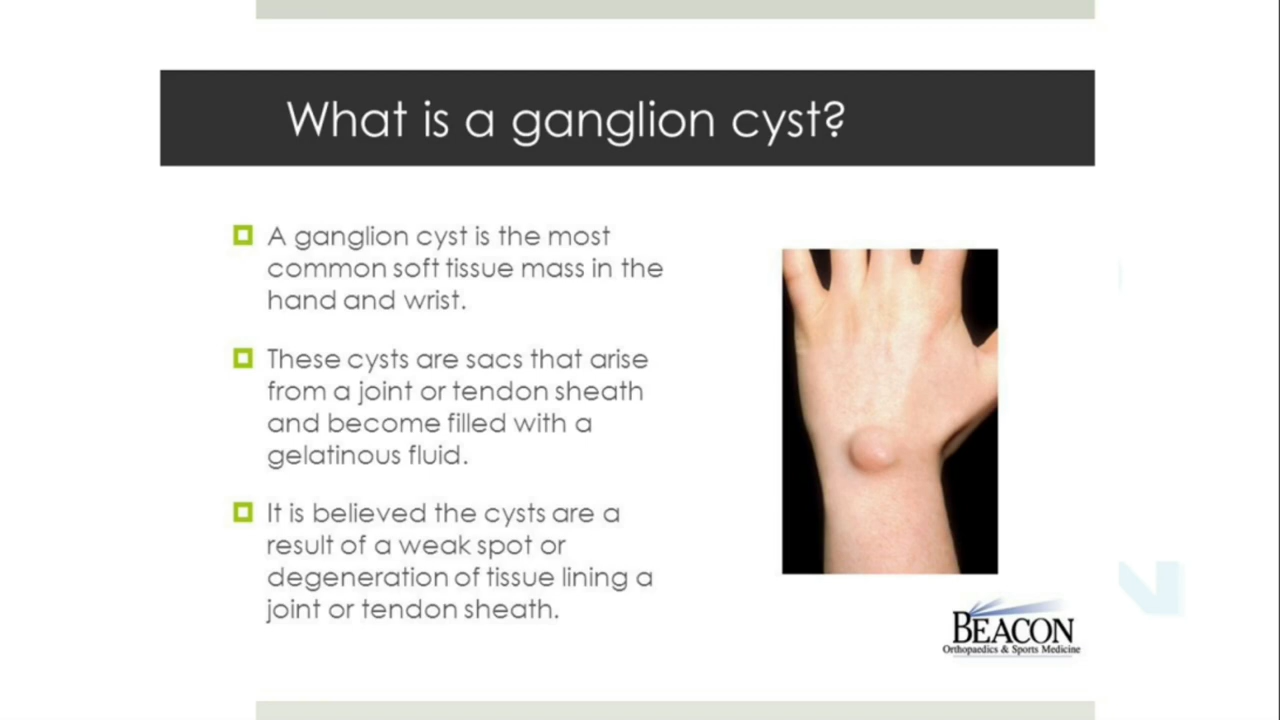 What is a ganglion cyst?
A ganglion cyst is the most
common soft tissue mass in the
hand and wrist.
These cysts are sacs that arise
from a joint or tendon sheath
and become filled with a
gelatinous fluid.
It is believed the cysts are a
result of a weak spot or
degeneration of tissue lining a
joint or tendon sheath.
BEACON
Orthopaedics & Sports Medicine